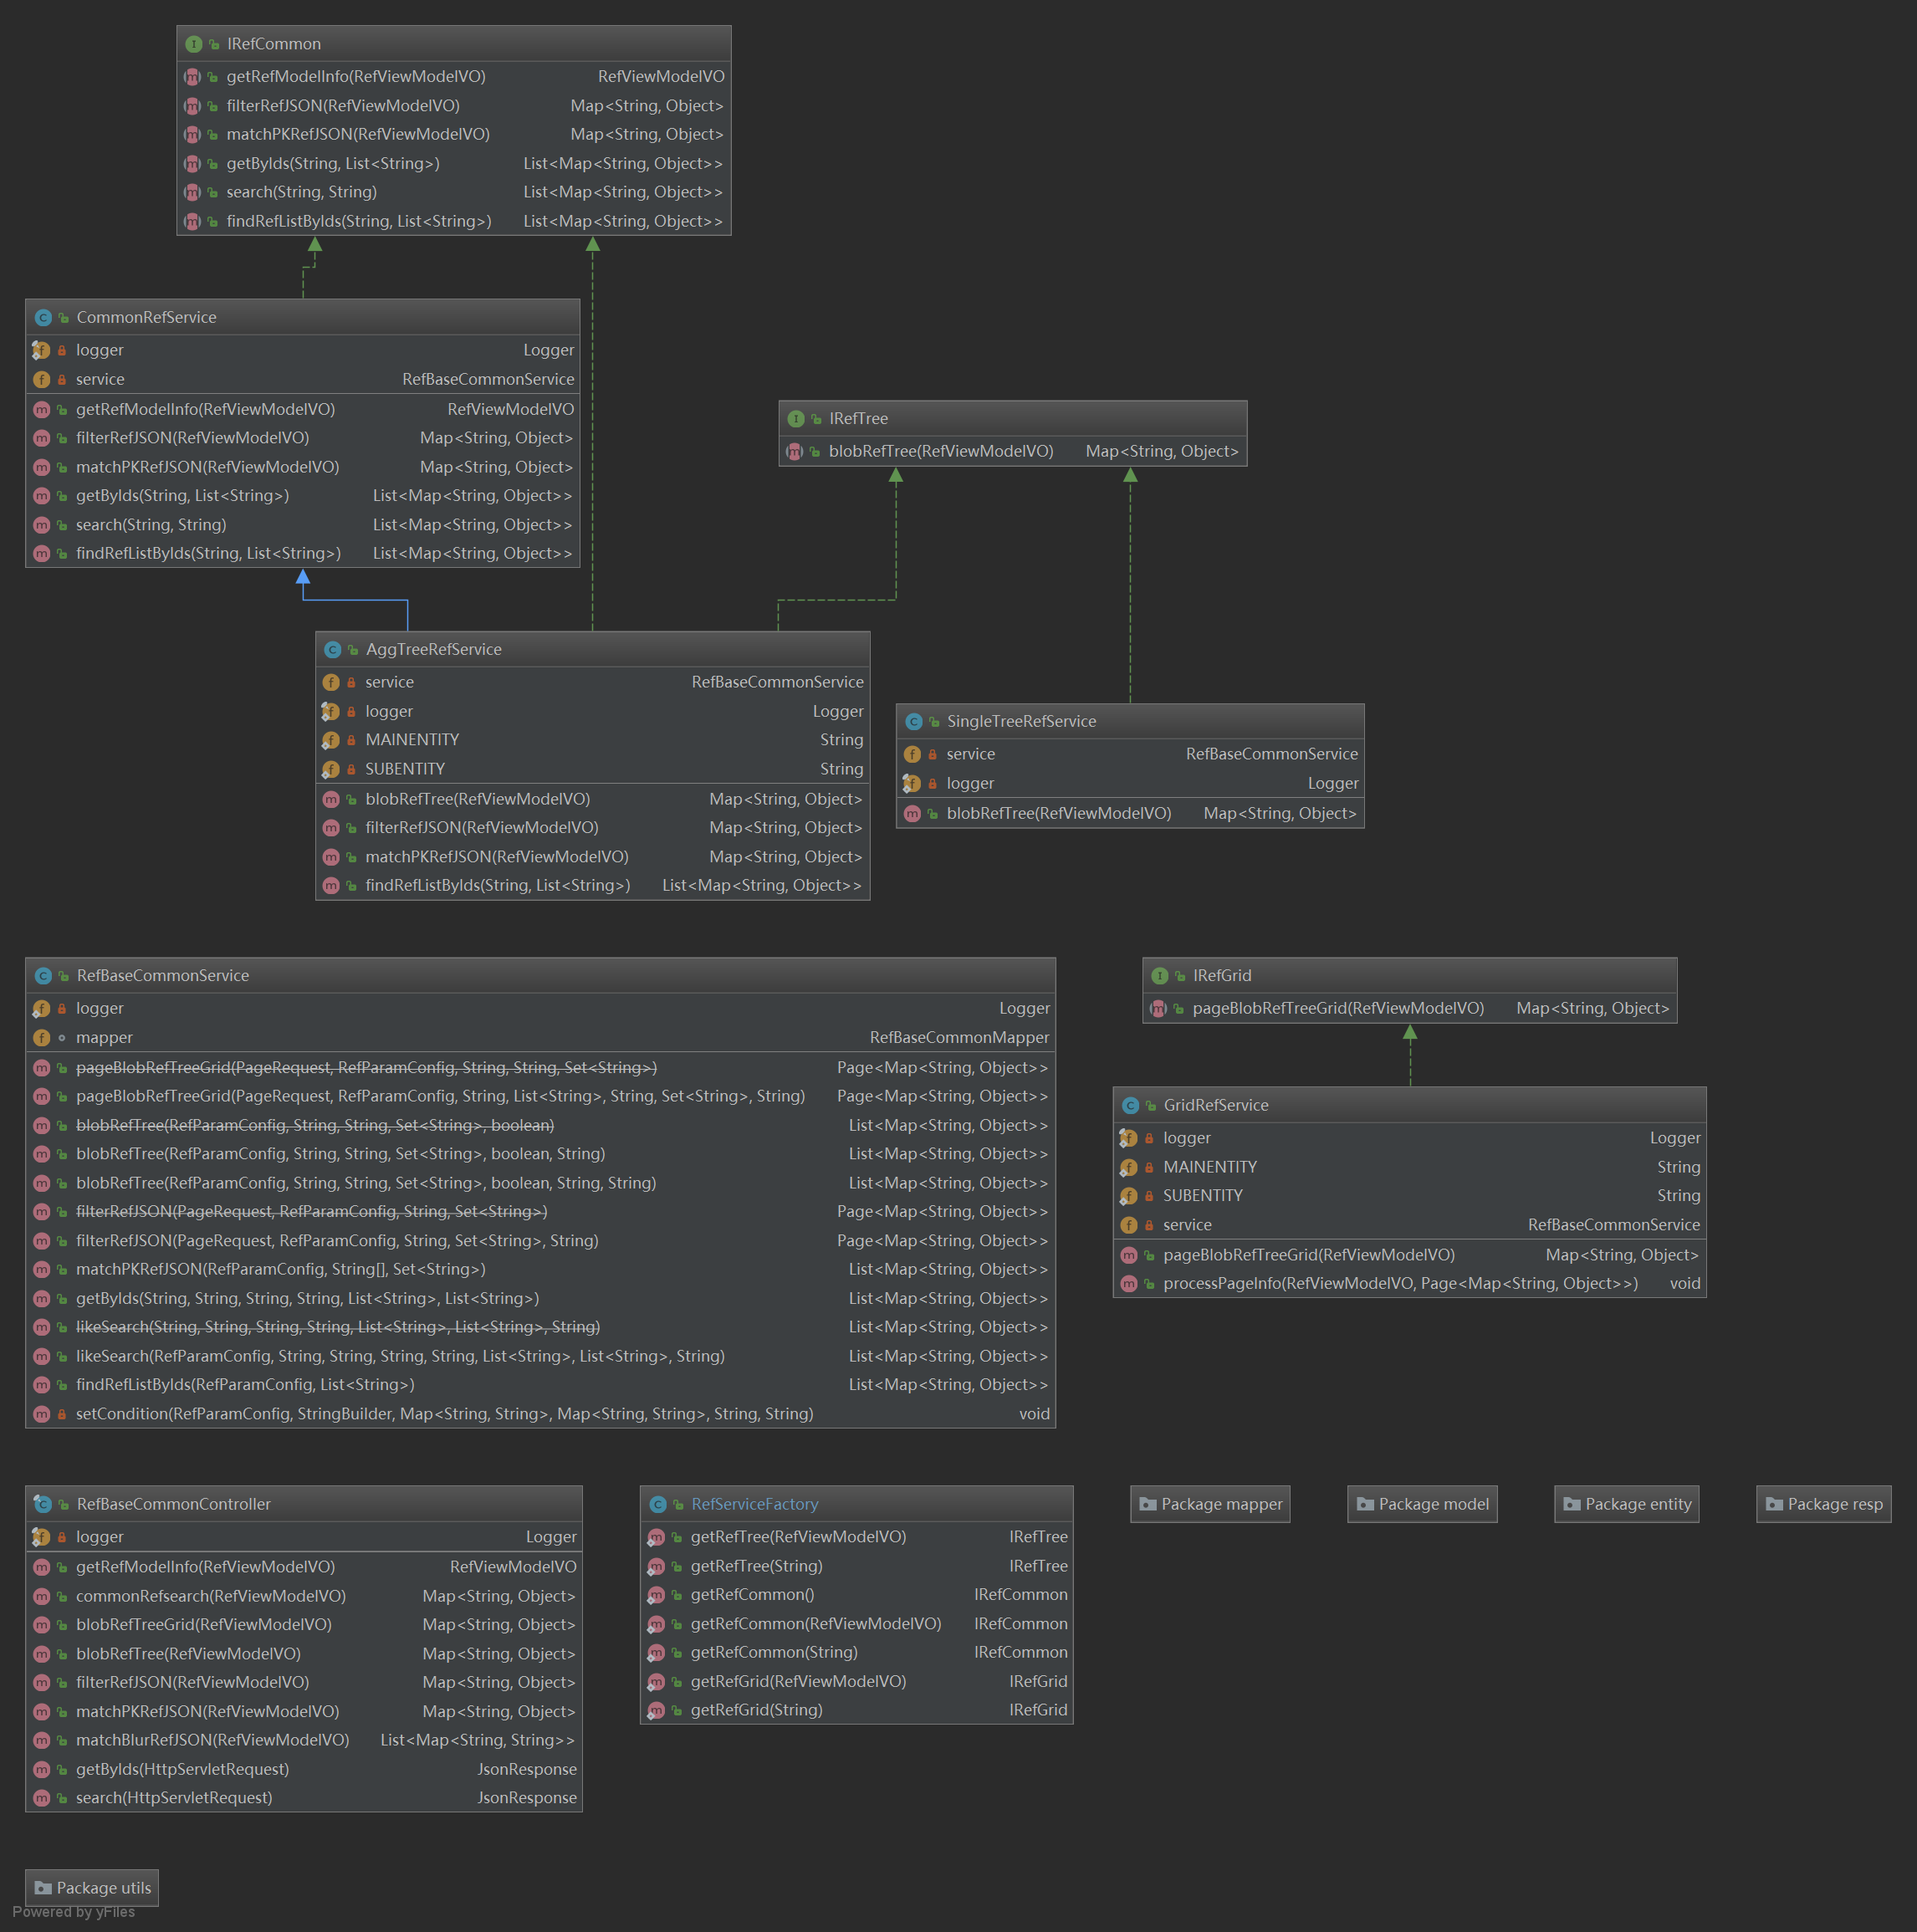 IRefCommon
getRefModelInfo(RefViewModelVO) RefViewModelVO
filterRefJSON(RefViewModelVO) Map<String, Object>
matchPKRefJSON(RefViewModelVO) Map<String, Object>
getByIds(String, List<String>) List<Map<String, Object>>
search(String, String) List<Map<String, Object>>
findRefListByIds(String, List<String>) List<Map<String, Object>>
CommonRefService
logger Logger
service RefBaseCommonService
getRefModelInfo(RefViewModelVO) RefViewModelVO
filterRefJSON(RefViewModelVO) Map<String, Object>
matchPKRefJSON(RefViewModelVO) Map<String, Object>
getByIds(String, List<String>) List<Map<String, Object>>
search(String, String) List<Map<String, Object>>
findRefListByIds(String, List<String>) List<Map<String, Object>>
IRefTree
blobRefTree(RefViewModelVO) Map<String, Object>
AggTreeRefService
service RefBaseCommonService
logger Logger
MAINENTITY String
SUBENTITY String
blobRefTree(RefViewModelVO) Map<String, Object>
filterRefJSON(RefViewModelVO) Map<String, Object>
matchPKRefJSON(RefViewModelVO) Map<String, Object>
findRefListByIds(String, List<String>) List<Map<String, Object>>
SingleTreeRefService
service RefBaseCommonService
logger Logger
blobRefTree(RefViewModelVO) Map<String, Object>
RefBaseCommonService
logger Logger
mapper RefBaseCommonMapper
pageBlobRefTreeGrid(PageRequest, RefParamConfig, String, String, Set<String>) Page<Map<String, Object>>
pageBlobRefTreeGrid(PageRequest, RefParamConfig, String, List<String>, String, Set<String>, String) Page<Map<String, Object>>
blobRefTree(RefParamConfig, String, String, Set<String>, boolean) List<Map<String, Object>>
blobRefTree(RefParamConfig, String, String, Set<String>, boolean, String) List<Map<String, Object>>
blobRefTree(RefParamConfig, String, String, Set<String>, boolean, String, String) List<Map<String, Object>>
filterRefJSON(PageRequest, RefParamConfig, String, Set<String>) Page<Map<String, Object>>
filterRefJSON(PageRequest, RefParamConfig, String, Set<String>, String) Page<Map<String, Object>>
matchPKRefJSON(RefParamConfig, String[], Set<String>) List<Map<String, Object>>
getByIds(String, String, String, String, List<String>, List<String>) List<Map<String, Object>>
likeSearch(String, String, String, String, List<String>, List<String>, String) List<Map<String, Object>>
likeSearch(RefParamConfig, String, String, String, String, List<String>, List<String>, String) List<Map<String, Object>>
findRefListByIds(RefParamConfig, List<String>) List<Map<String, Object>>
setCondition(RefParamConfig, StringBuilder, Map<String, String>, Map<String, String>, String, String) void
IRefGrid
pageBlobRefTreeGrid(RefViewModelVO) Map<String, Object>
GridRefService
logger Logger
MAINENTITY String
SUBENTITY String
service RefBaseCommonService
pageBlobRefTreeGrid(RefViewModelVO) Map<String, Object>
processPageInfo(RefViewModelVO, Page<Map<String, Object>>) void
RefBaseCommonController
logger Logger
getRefModelInfo(RefViewModelVO) RefViewModelVO
commonRefsearch(RefViewModelVO) Map<String, Object>
blobRefTreeGrid(RefViewModelVO) Map<String, Object>
blobRefTree(RefViewModelVO) Map<String, Object>
filterRefJSON(RefViewModelVO) Map<String, Object>
matchPKRefJSON(RefViewModelVO) Map<String, Object>
matchBlurRefJSON(RefViewModelVO) List<Map<String, String>>
getByIds(HttpServletRequest) JsonResponse
search(HttpServletRequest) JsonResponse
RefServiceFactory
getRefTree(RefViewModelVO) IRefTree
getRefTree(String) IRefTree
getRefCommon() IRefCommon
getRefCommon(RefViewModelVO) IRefCommon
getRefCommon(String) IRefCommon
getRefGrid(RefViewModelVO) IRefGrid
getRefGrid(String) IRefGrid
Package mapper
Package model
Package entity
Package resp
Package utils
Powered by yFiles